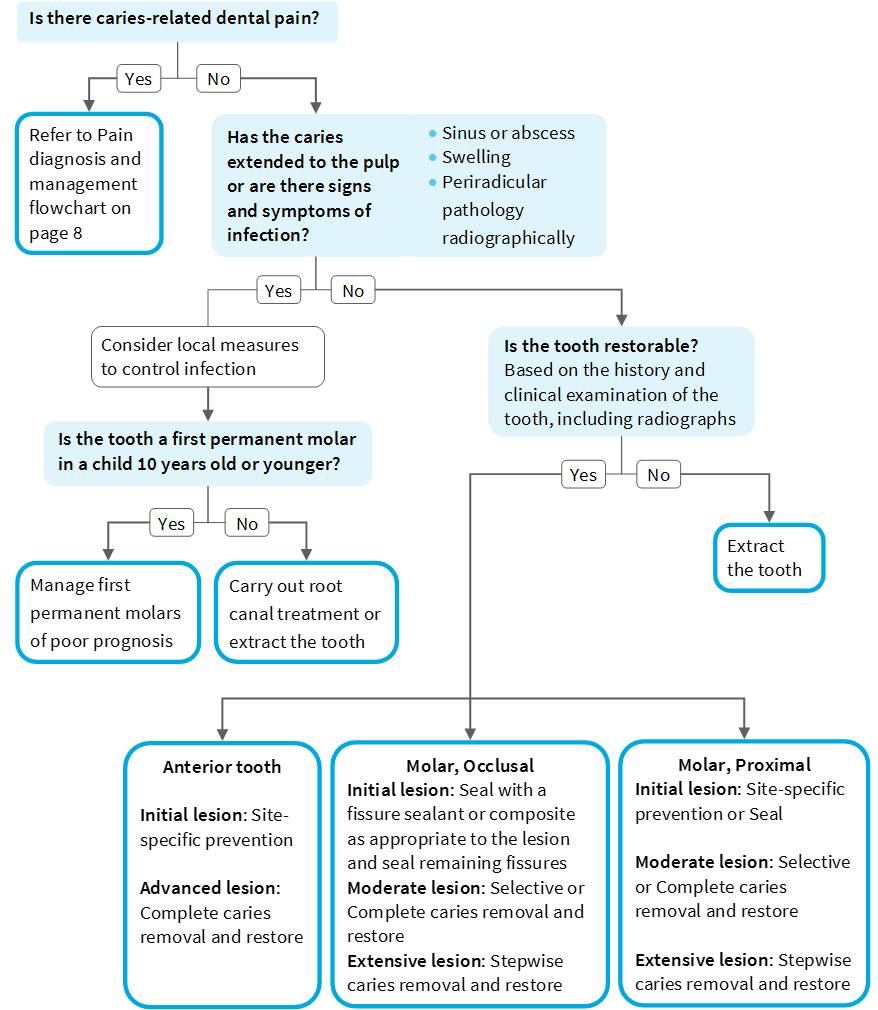 Is there caries-related dental pain?
Yes
No
Refer to Pain
diagnosis and
management
flowchart on
page 8
Has the caries
extended to the pulp
or are there signs
and symptoms of
infection?
• Sinus or abscess
• Swelling
• Periradicular
pathology
radiographically
Yes
No
Consider local measures
to control infection
Is the tooth restorable?
Based on the history and
clinical examination of the
tooth, including radiographs
Is the tooth a first permanent molar
in a child 10 years old or younger?
Yes
No
Yes
No
Manage first
permanent molars
of poor prognosis
Carry out root
canal treatment or
extract the tooth
Extract
the tooth
Anterior tooth
Initial lesion: Site-
specific prevention
Advanced lesion:
Complete caries
removal and restore
Molar, Occlusal
Initial lesion: Seal with a
fissure sealant or composite
as appropriate to the lesion
and seal remaining fissures
Moderate lesion: Selective or
Complete caries removal and
restore
Extensive lesion: Stepwise
caries removal and restore
Molar, Proximal
Initial lesion: Site-specific
prevention or Seal
Moderate lesion: Selective
or Complete caries
removal and restore
Extensive lesion: Stepwise
caries removal and restore